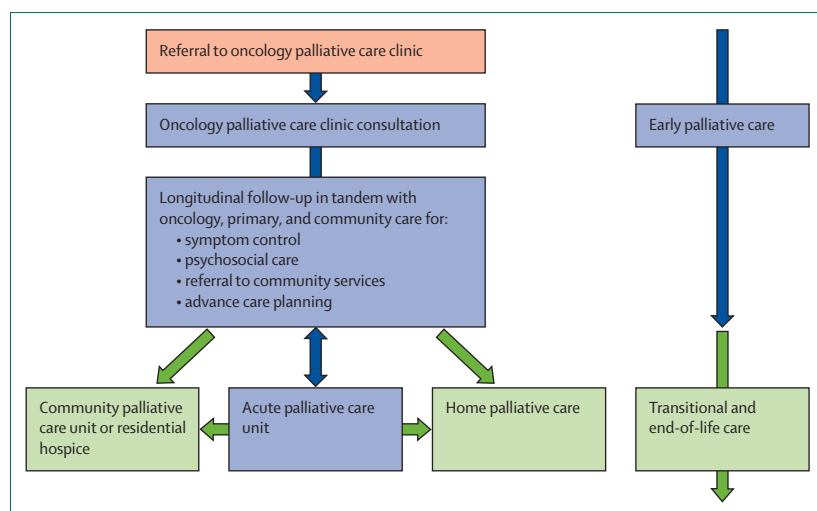 Referral to oncology palliative care clinic
Oncology palliative care clinic consultation
Early palliative care
Longitudinal follow-up in tandem with
oncology, primary, and community care for:
• symptom control
• psychosocial care
• referral to community services
• advance care planning
Community palliative
care unit or residential
hospice
Acute palliative care
unit
Home palliative care
Transitional and
end-of-life care